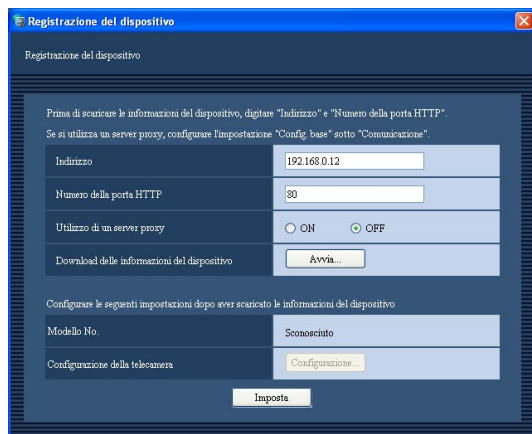 Registrazione del dispositivo
Registrazione del dispositivo
Prima di scaricare le informazioni del dispositivo, digitare "Indirizzo" e "Numero della porta HTTP".
Se si utilizza un server proxy, configurare l'impostazione "Config. base" sotto "Comunicazione".
Indirizzo 192.168.0.12
Numero della porta HTTP 80
Utilizzo di un server proxy ON OFF
Download delle informazioni del dispositivo Avvia...
Configurare le seguenti impostazioni dopo aver scaricato le informazioni del dispositivo
Modello No. Sconosciuto
Configurazione della telecamera Configurazione...
Imposta